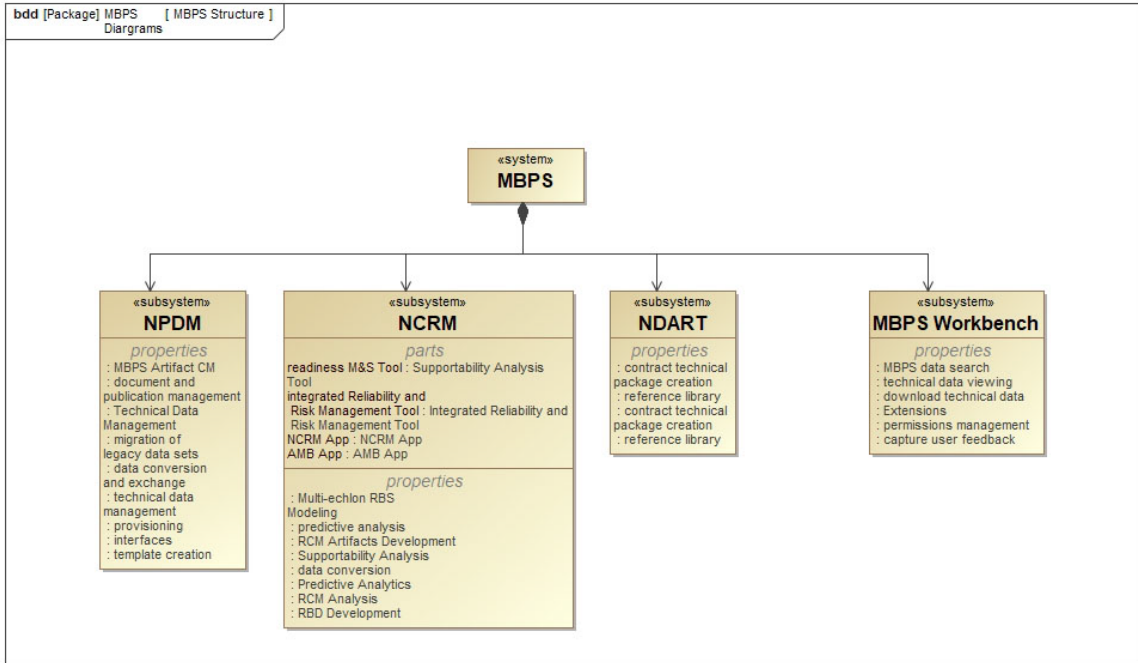 bdd [Package] MBPS Diargrams [ MBPS Structure ]
«system»
MBPS
«subsystem»
NPDM
properties
: MBPS Artifact CM
: document and
publication management
: Technical Data
Management
: migration of
legacy data sets
: data conversion
and exchange
: technical data
management
: provisioning
: interfaces
: template creation
«subsystem»
NCRM
parts
readiness M&S Tool : Supportability Analysis
Tool
integrated Reliability and
Risk Management Tool : Integrated Reliability and
Risk Management Tool
NCRM App : NCRM App
AMB App : AMB App
properties
: Multi-echlon RBS
Modeling
: predictive analysis
: RCM Artifacts Development
: Supportability Analysis
: data conversion
: Predictive Analytics
: RCM Analysis
: RBD Development
«subsystem»
NDART
properties
: contract technical
package creation
: reference library
: contract technical
package creation
: reference library
«subsystem»
MBPS Workbench
properties
: MBPS data search
: technical data viewing
: download technical data
: Extensions
: permissions management
: capture user feedback